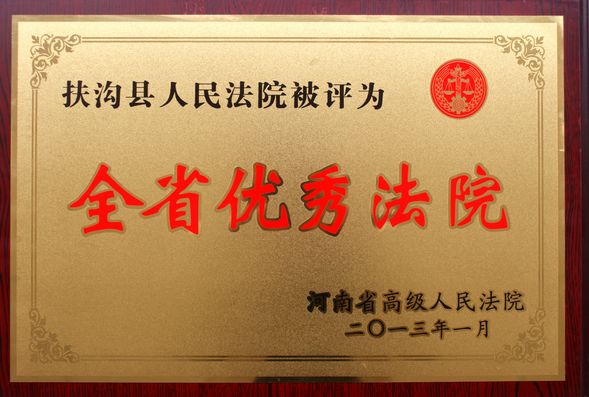 扶沟县人民法院被评为
全省优秀法院
河南省高级人民法院
二〇一三年一月